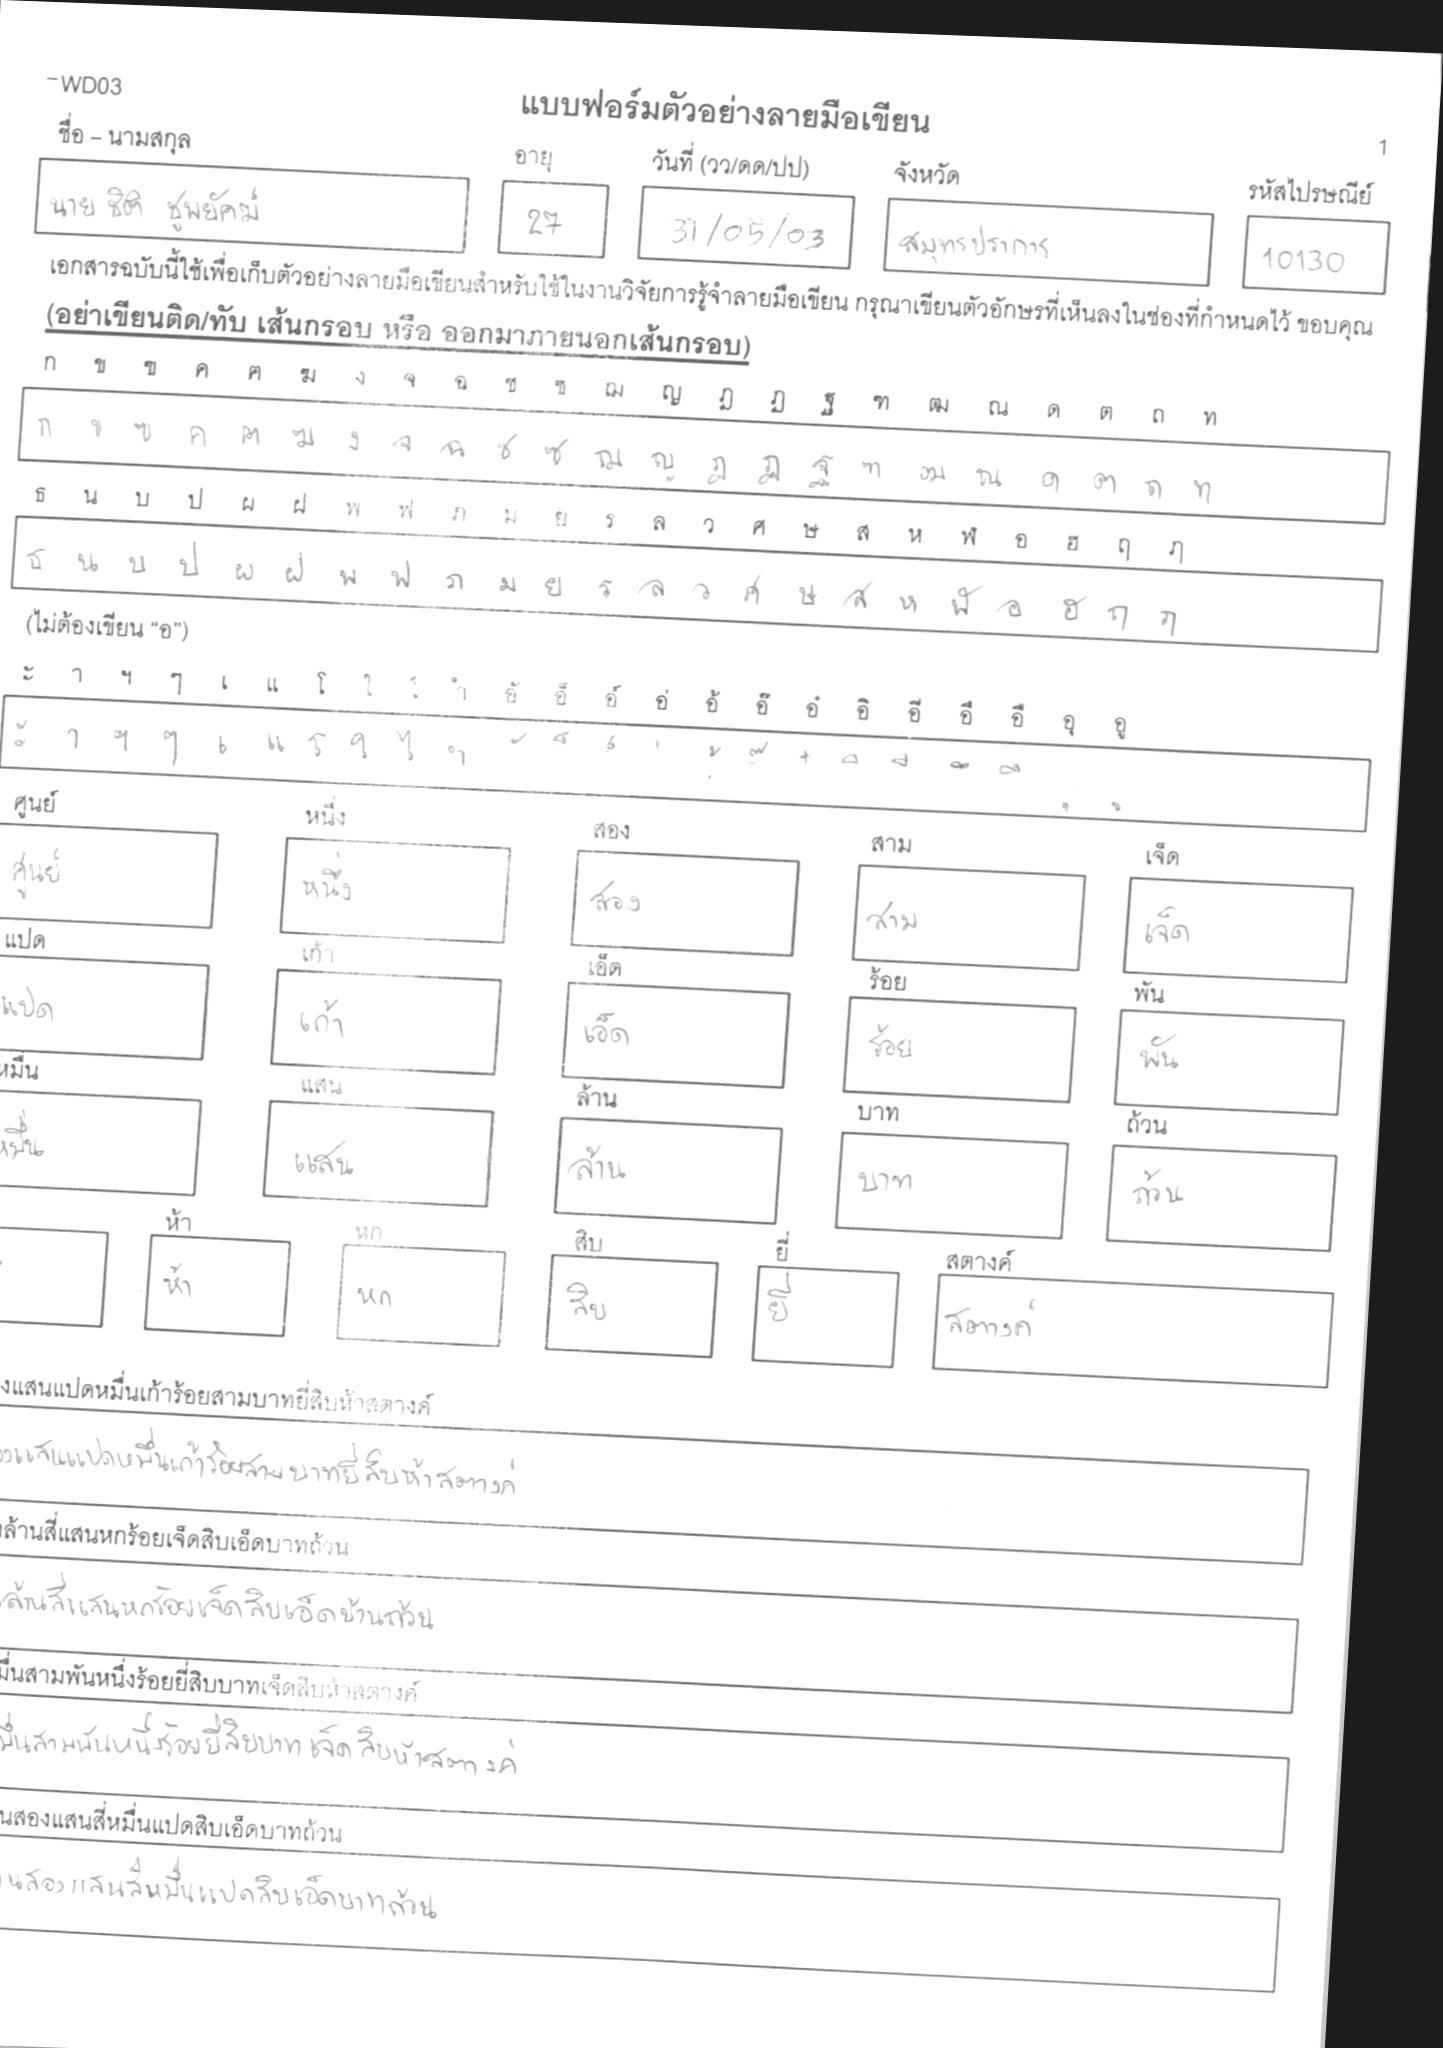 WD03
แบบฟอร์มตัวอย่างลายมือเขียน
1
ชื่อ – นามสกุล อายุ วันที่ (วว/ดด/ปป) จังหวัด รหัสไปรษณีย์
นาย ชิติ ชูพยัคฆ์ 27 31/05/03 สมุทรปราการ 10130
เอกสารฉบับนี้ใช้เพื่อเก็บตัวอย่างลายมือเขียนสำหรับใช้ในงานวิจัยการรู้จำลายมือเขียน กรุณาเขียนตัวอักษรที่เห็นลงในช่องที่กำหนดไว้ ขอบคุณ
(อย่าเขียนติด/ทับ เส้นกรอบ หรือ ออกมาภายนอกเส้นกรอบ)
ก ข ฃ ค ฅ ฆ ง จ ฉ ช ซ ฌ ญ ฎ ฏ ฐ ฑ ฒ ณ ด ต ถ ท
ก ข ฃ ค ฅ ฆ ง จ ฉ ช ซ ฌ ญ ฎ ฏ ฐ ฑ ฒ ณ ด ต ถ ท
ธ น บ ป ผ ฝ พ ฟ ภ ม ย ร ล ว ศ ษ ส ห ฬ อ ฮ ฤ ฦ
ธ น บ ป ผ ฝ พ ฟ ภ ม ย ร ล ว ศ ษ ส ห ฬ อ ฮ ฤ ฦ
(ไม่ต้องเขียน “อ”)
ะ า ฯ ๆ เ แ โ ใ ไ ำ อั อ็ อ์ อ่ อ้ อ๊ อ๋ อิ อี อึ อื อุ อู
ะ า ฯ ๆ เ แ โ ใ ไ ำ ั ็ ์ ่ ้ ๊ ๋ ิ ี ึ ื ุ ู
ศูนย์ หนึ่ง สอง สาม เจ็ด
ศูนย์ หนึ่ง สอง สาม เจ็ด
แปด เก้า เอ็ด ร้อย พัน
แปด เก้า เอ็ด ร้อย พัน
หมื่น แสน ล้าน บาท ถ้วน
หมื่น แสน ล้าน บาท ถ้วน
ห้า หก สิบ ยี่ สตางค์
ห้า หก สิบ ยี่ สตางค์
งแสนแปดหมื่นเก้าร้อยสามบาทยี่สิบห้าสตางค์
องแสนแปดหมื่นเก้าร้อยสามบาทยี่สิบห้าสตางค์
งล้านสี่แสนหกร้อยเจ็ดสิบเอ็ดบาทถ้วน
ล้านสี่แสนหกร้อยเจ็ดสิบเอ็ดบ้านถ้วน
มื่นสามพันหนึ่งร้อยยี่สิบบาทเจ็ดสิบห้าสตางค์
มื่นสามพันหนึ่งร้อยยี่สิบบาทเจ็ดสิบห้าสตางค์
นสองแสนสี่หมื่นแปดสิบเอ็ดบาทถ้วน
านสองแสนสี่หมื่นแปดสิบเอ็ดบาทถ้วน